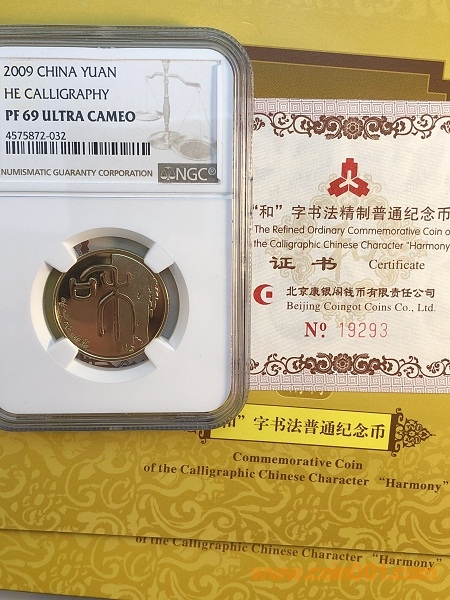 2009 CHINA YUAN
HE CALLIGRAPHY
PF 69 ULTRA CAMEO
4575872-032
NUMISMATIC GUARANTY CORPORATION
NGC
“和”字书法精制普通纪念币
The Refined Ordinary Commemorative Coin o
the Calligraphic Chinese Character “Harmony
证书 Certificate
北京康银阁钱币有限责任公司
Beijing Coingot Coins Co., Ltd.
No 19293
和”字书法普通纪念币
Commemorative Coin
of the Calligraphic Chinese Character “Harmony”
of the Calligraphic Chinese Character “Harmony”